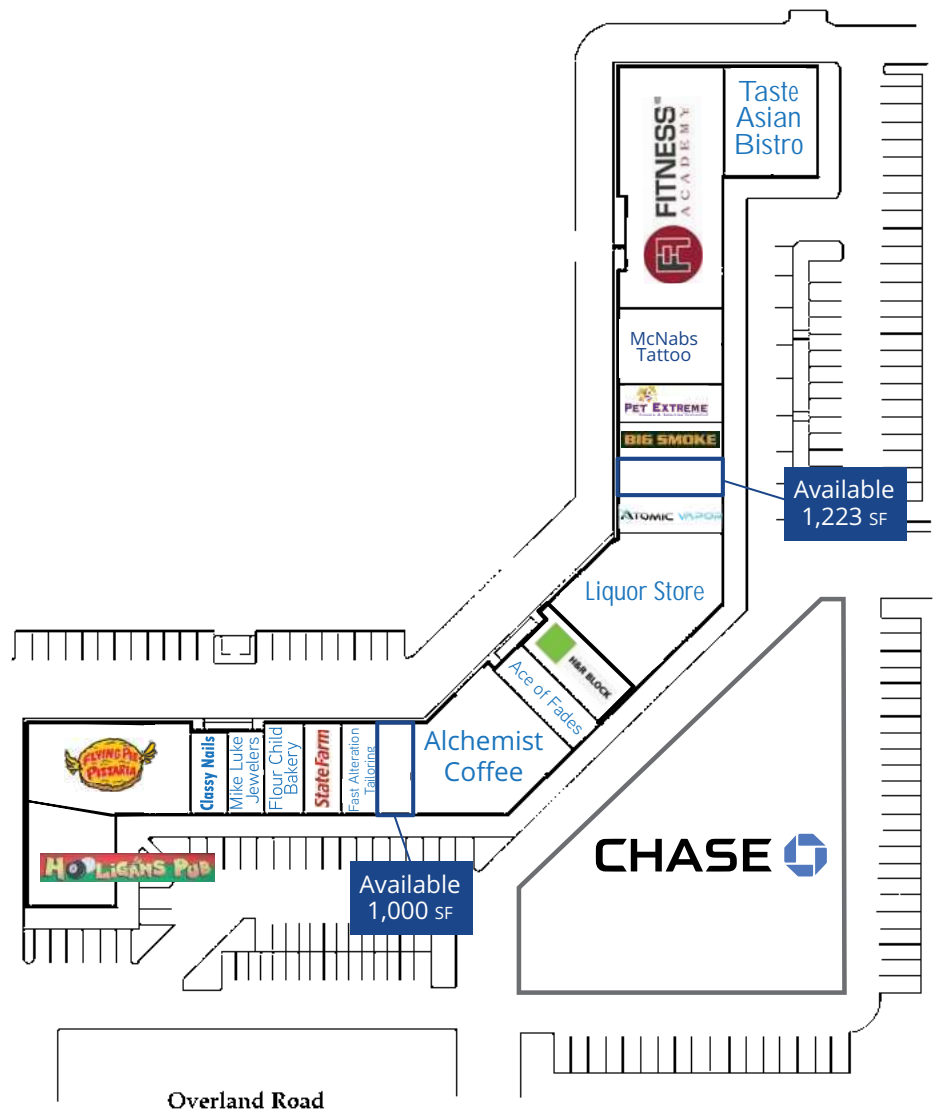 Taste
Asian
Bistro
FITNESS
ACADEMY
McNabs
Tattoo
PET EXTREME
BIG SMOKE
Available
1,223 SF
ATOMIC VAPOR
Liquor Store
H&R BLOCK
Ace of Fades
Alchemist
Coffee
FLYING PIE
PIZZARIA
Classy Nails
Mike Luke
Jewelers
Flour Child
Bakery
StateFarm
Fast Alteration
Tailoring
HOOLIGANS PUB
Available
1,000 SF
CHASE
Overland Road